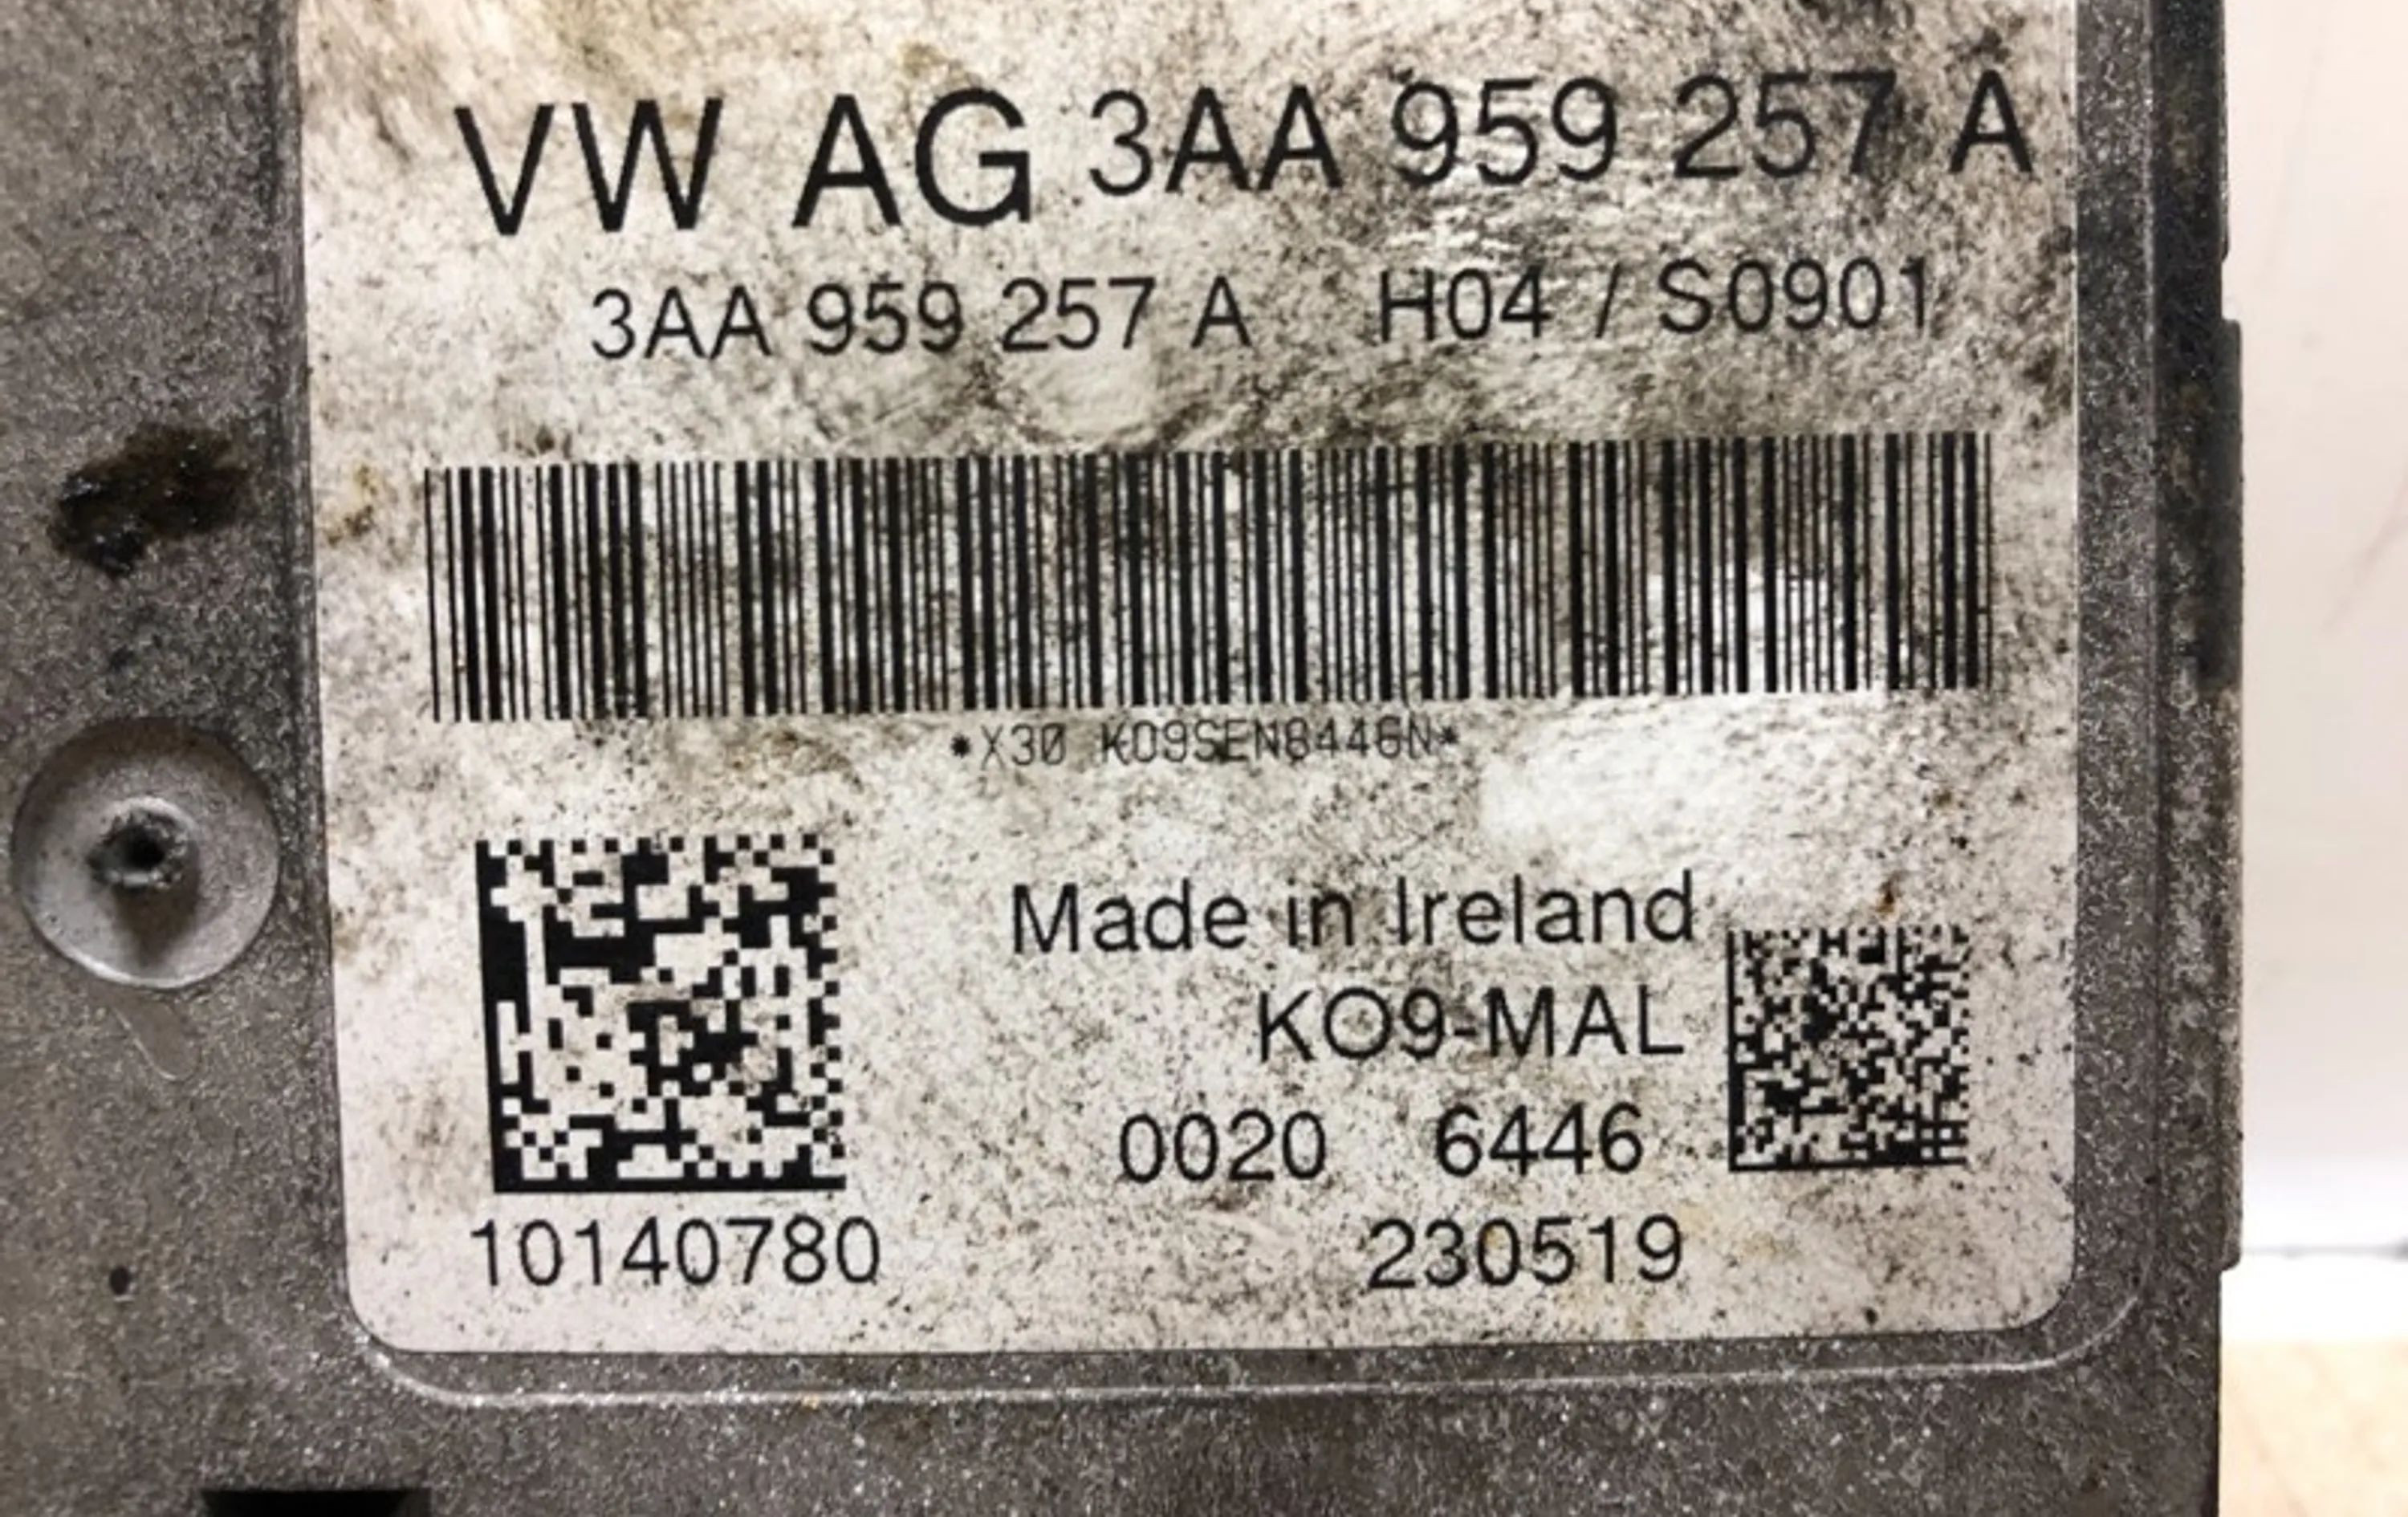 VW AG 3AA 959 257 A
3AA 959 257 A H04 / S0901
*X30 K09SEN8446N*
Made in Ireland
KO9-MAL
0020 6446
10140780 230519